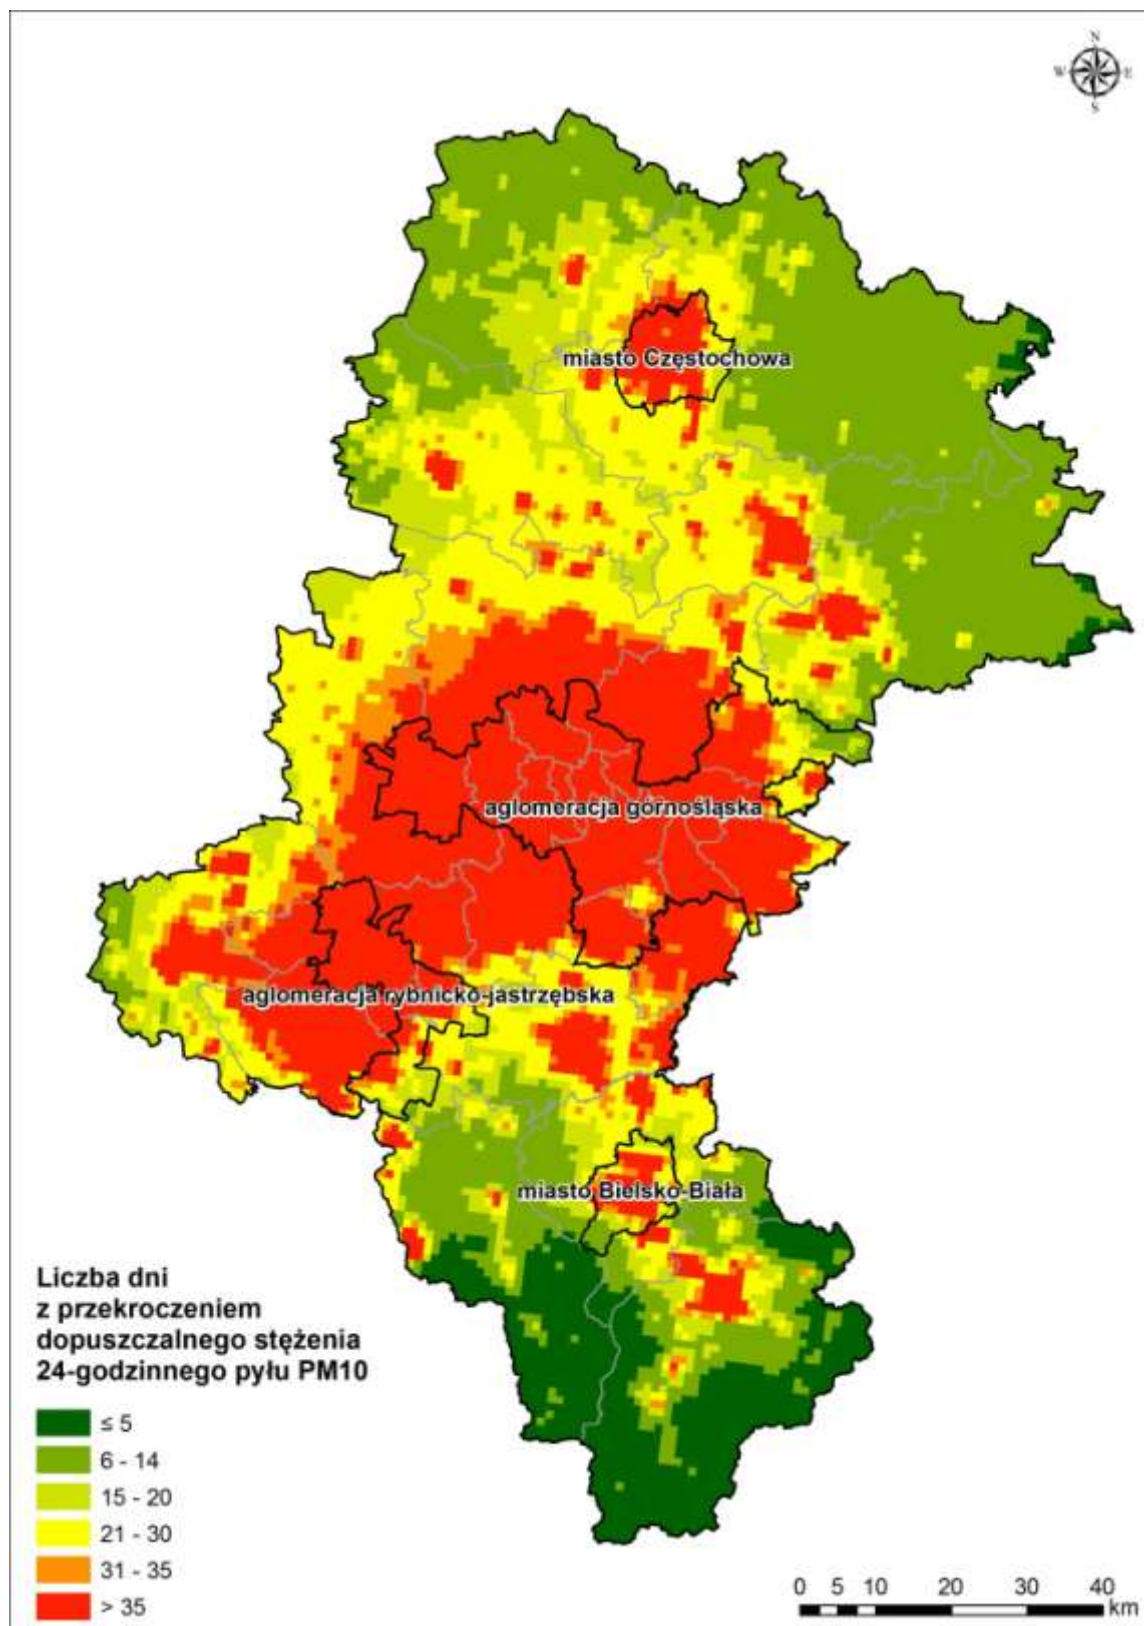 N
W E
S
miasto Częstochowa
aglomeracja górnośląska
aglomeracja rybnicko-jastrzębska
miasto Bielsko-Biała
Liczba dni
z przekroczeniem
dopuszczalnego stężenia
24-godzinnego pyłu PM10
≤ 5
6 - 14
15 - 20
21 - 30
31 - 35
> 35
0 5 10 20 30 40
km